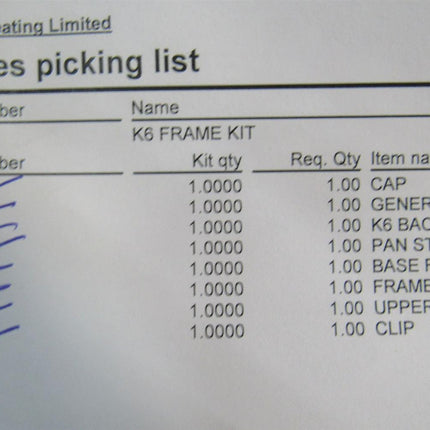 eating Limited
es picking list
ber Name
K6 FRAME KIT
ber Kit qty Req. Qty Item na
1.0000 1.00 CAP
1.0000 1.00 GENER
1.0000 1.00 K6 BAC
1.0000 1.00 PAN ST
1.0000 1.00 BASE F
1.0000 1.00 FRAME
1.0000 1.00 UPPER
1.0000 1.00 CLIP